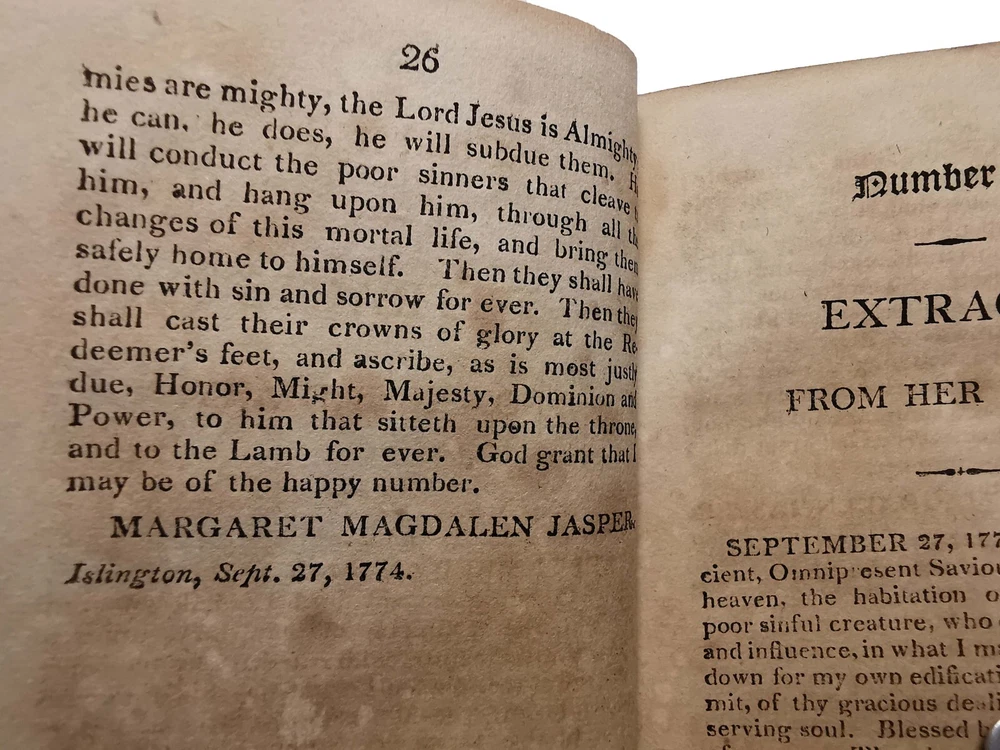 26
mies are mighty, the Lord Jesus is Almighty,
he can, he does, he will subdue them.
will conduct the poor sinners that cleave
him, and hang upon him, through all the
changes of this mortal life, and bring them
safely home to himself. Then they shall have
done with sin and sorrow for ever. Then they
shall cast their crowns of glory at the Re-
deemer's feet, and ascribe, as is most justly
due, Honor, Might, Majesty, Dominion and
Power, to him that sitteth upon the throne,
and to the Lamb for ever. God grant that I
may be of the happy number.
MARGARET MAGDALEN JASPER.
Islington, Sept. 27, 1774.
Number
EXTRAC
FROM HER
SEPTEMBER 27, 177
cient, Omnipresent Saviou
heaven, the habitation o
poor sinful creature, who
and influence, in what I m
down for my own edificati
mit, of thy gracious deali
serving soul. Blessed b